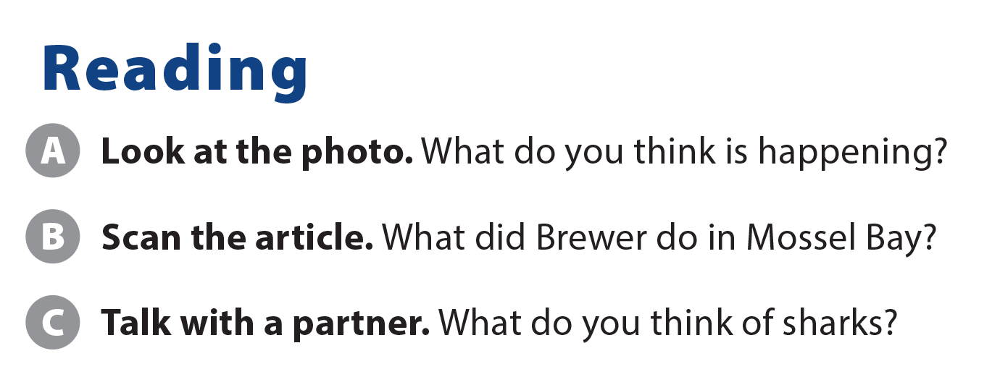 Reading
A Look at the photo. What do you think is happening?
B Scan the article. What did Brewer do in Mossel Bay?
C Talk with a partner. What do you think of sharks?